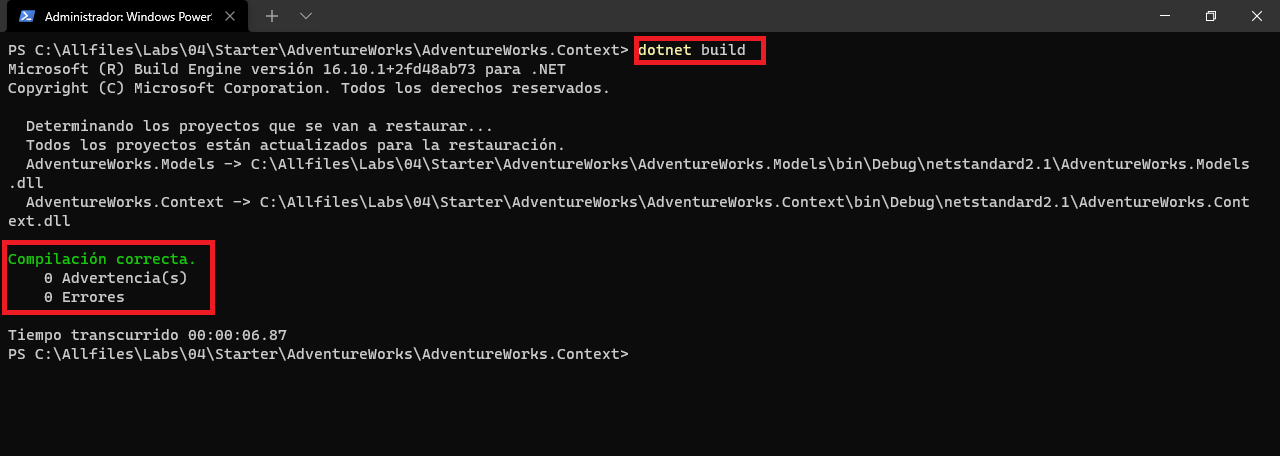 Administrador: Windows Power
PS C:\Allfiles\Labs\04\Starter\AdventureWorks\AdventureWorks.Context> dotnet build
Microsoft (R) Build Engine versión 16.10.1+2fd48ab73 para .NET
Copyright (C) Microsoft Corporation. Todos los derechos reservados.
Determinando los proyectos que se van a restaurar...
Todos los proyectos están actualizados para la restauración.
AdventureWorks.Models -> C:\Allfiles\Labs\04\Starter\AdventureWorks\AdventureWorks.Models\bin\Debug\netstandard2.1\AdventureWorks.Models
.dll
AdventureWorks.Context -> C:\Allfiles\Labs\04\Starter\AdventureWorks\AdventureWorks.Context\bin\Debug\netstandard2.1\AdventureWorks.Cont
ext.dll
Compilación correcta.
0 Advertencia(s)
0 Errores
Tiempo transcurrido 00:00:06.87
PS C:\Allfiles\Labs\04\Starter\AdventureWorks\AdventureWorks.Context>